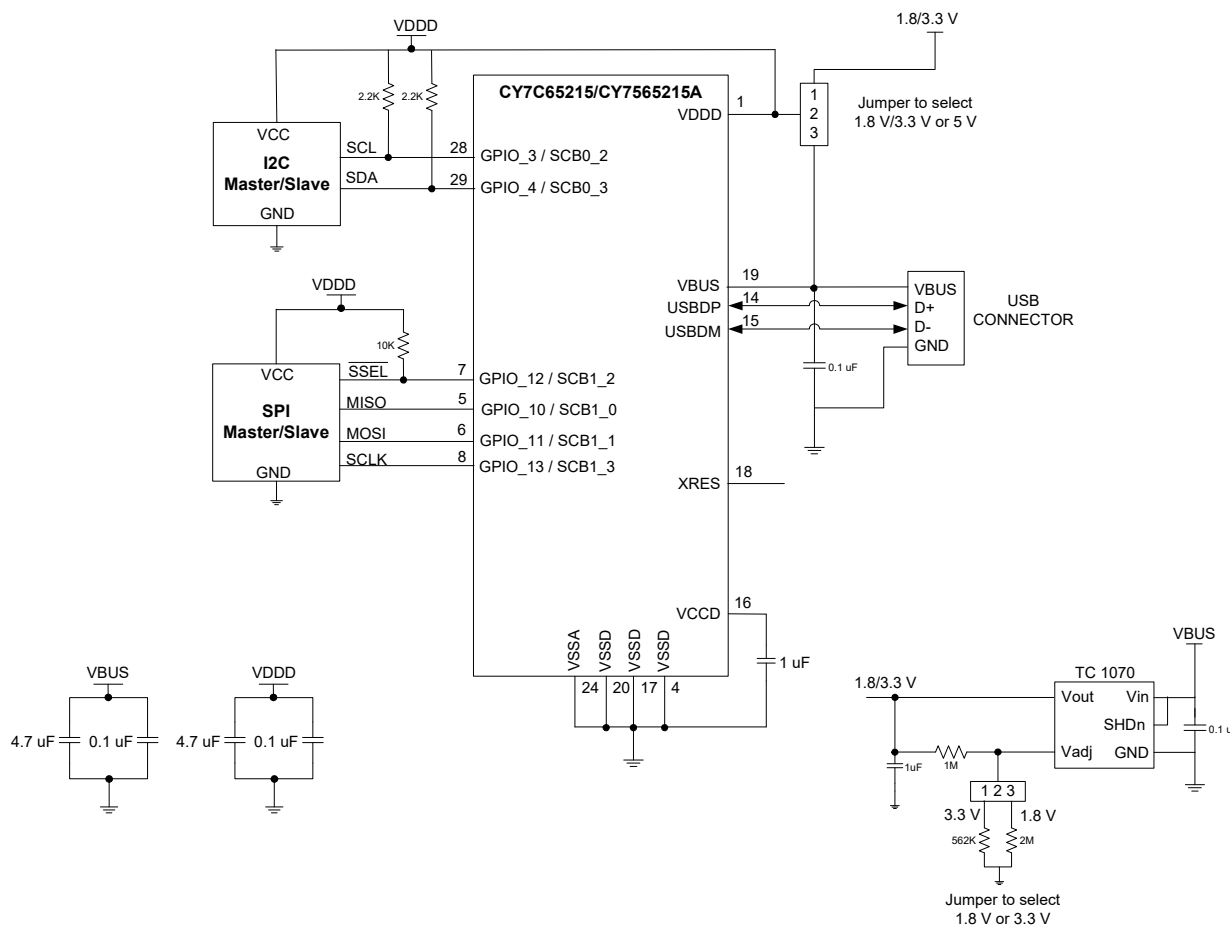 VDDD
1.8/3.3 V
2.2K
2.2K
CY7C65215/CY7565215A
VDDD
1
1
2
3
Jumper to select
1.8 V/3.3 V or 5 V
VCC
I2C
Master/Slave
GND
SCL
SDA
28
29
GPIO_3 / SCB0_2
GPIO_4 / SCB0_3
VBUS
19
USBDP
14
USBDM
15
VBUS
D+
D-
GND
USB
CONNECTOR
0.1 uF
VDDD
10K
VCC
SPI
Master/Slave
GND
SSEL
MISO
MOSI
SCLK
7
5
6
8
GPIO_12 / SCB1_2
GPIO_10 / SCB1_0
GPIO_11 / SCB1_1
GPIO_13 / SCB1_3
XRES
18
VCCD
16
1 uF
VSSA
VSSD
VSSD
VSSD
24
20
17
4
VBUS
4.7 uF
0.1 uF
VDDD
4.7 uF
0.1 uF
VBUS
TC 1070
1.8/3.3 V
Vout
Vin
SHDn
Vadj
GND
0.1 u
1uF
1M
1 2 3
3.3 V
1.8 V
562K
2M
Jumper to select
1.8 V or 3.3 V